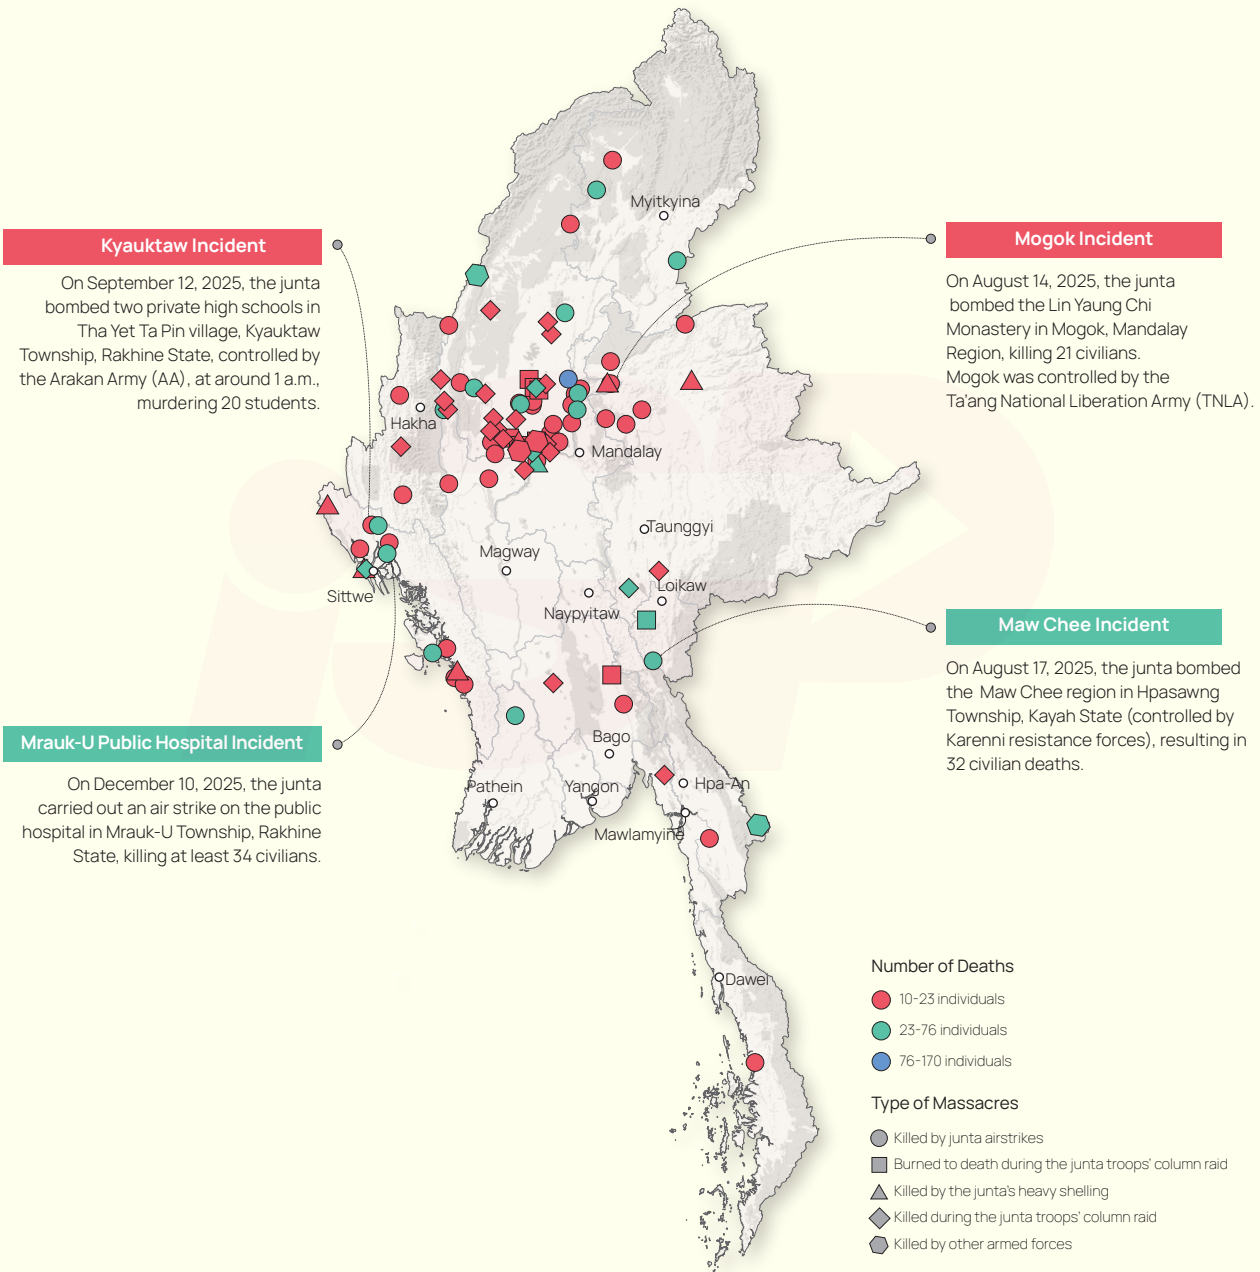 Kyauktaw Incident
On September 12, 2025, the junta
bombed two private high schools in
Tha Yet Ta Pin village, Kyauktaw
Township, Rakhine State, controlled by
the Arakan Army (AA), at around 1 a.m.,
murdering 20 students.
Mogok Incident
On August 14, 2025, the junta
bombed the Lin Yaung Chi
Monastery in Mogok, Mandalay
Region, killing 21 civilians.
Mogok was controlled by the
Ta'ang National Liberation Army (TNLA).
Myitkyina
Hakha
Mandalay
Taunggyi
Magway
Loikaw
Sittwe
Naypyitaw
Bago
Pathein
Yangon
Hpa-An
Mawlamyine
Dawei
Mrauk-U Public Hospital Incident
On December 10, 2025, the junta
carried out an air strike on the public
hospital in Mrauk-U Township, Rakhine
State, killing at least 34 civilians.
Maw Chee Incident
On August 17, 2025, the junta bombed
the Maw Chee region in Hpasawng
Township, Kayah State (controlled by
Karenni resistance forces), resulting in
32 civilian deaths.
Number of Deaths
10-23 individuals
23-76 individuals
76-170 individuals
Type of Massacres
Killed by junta airstrikes
Burned to death during the junta troops' column raid
Killed by the junta's heavy shelling
Killed during the junta troops' column raid
Killed by other armed forces